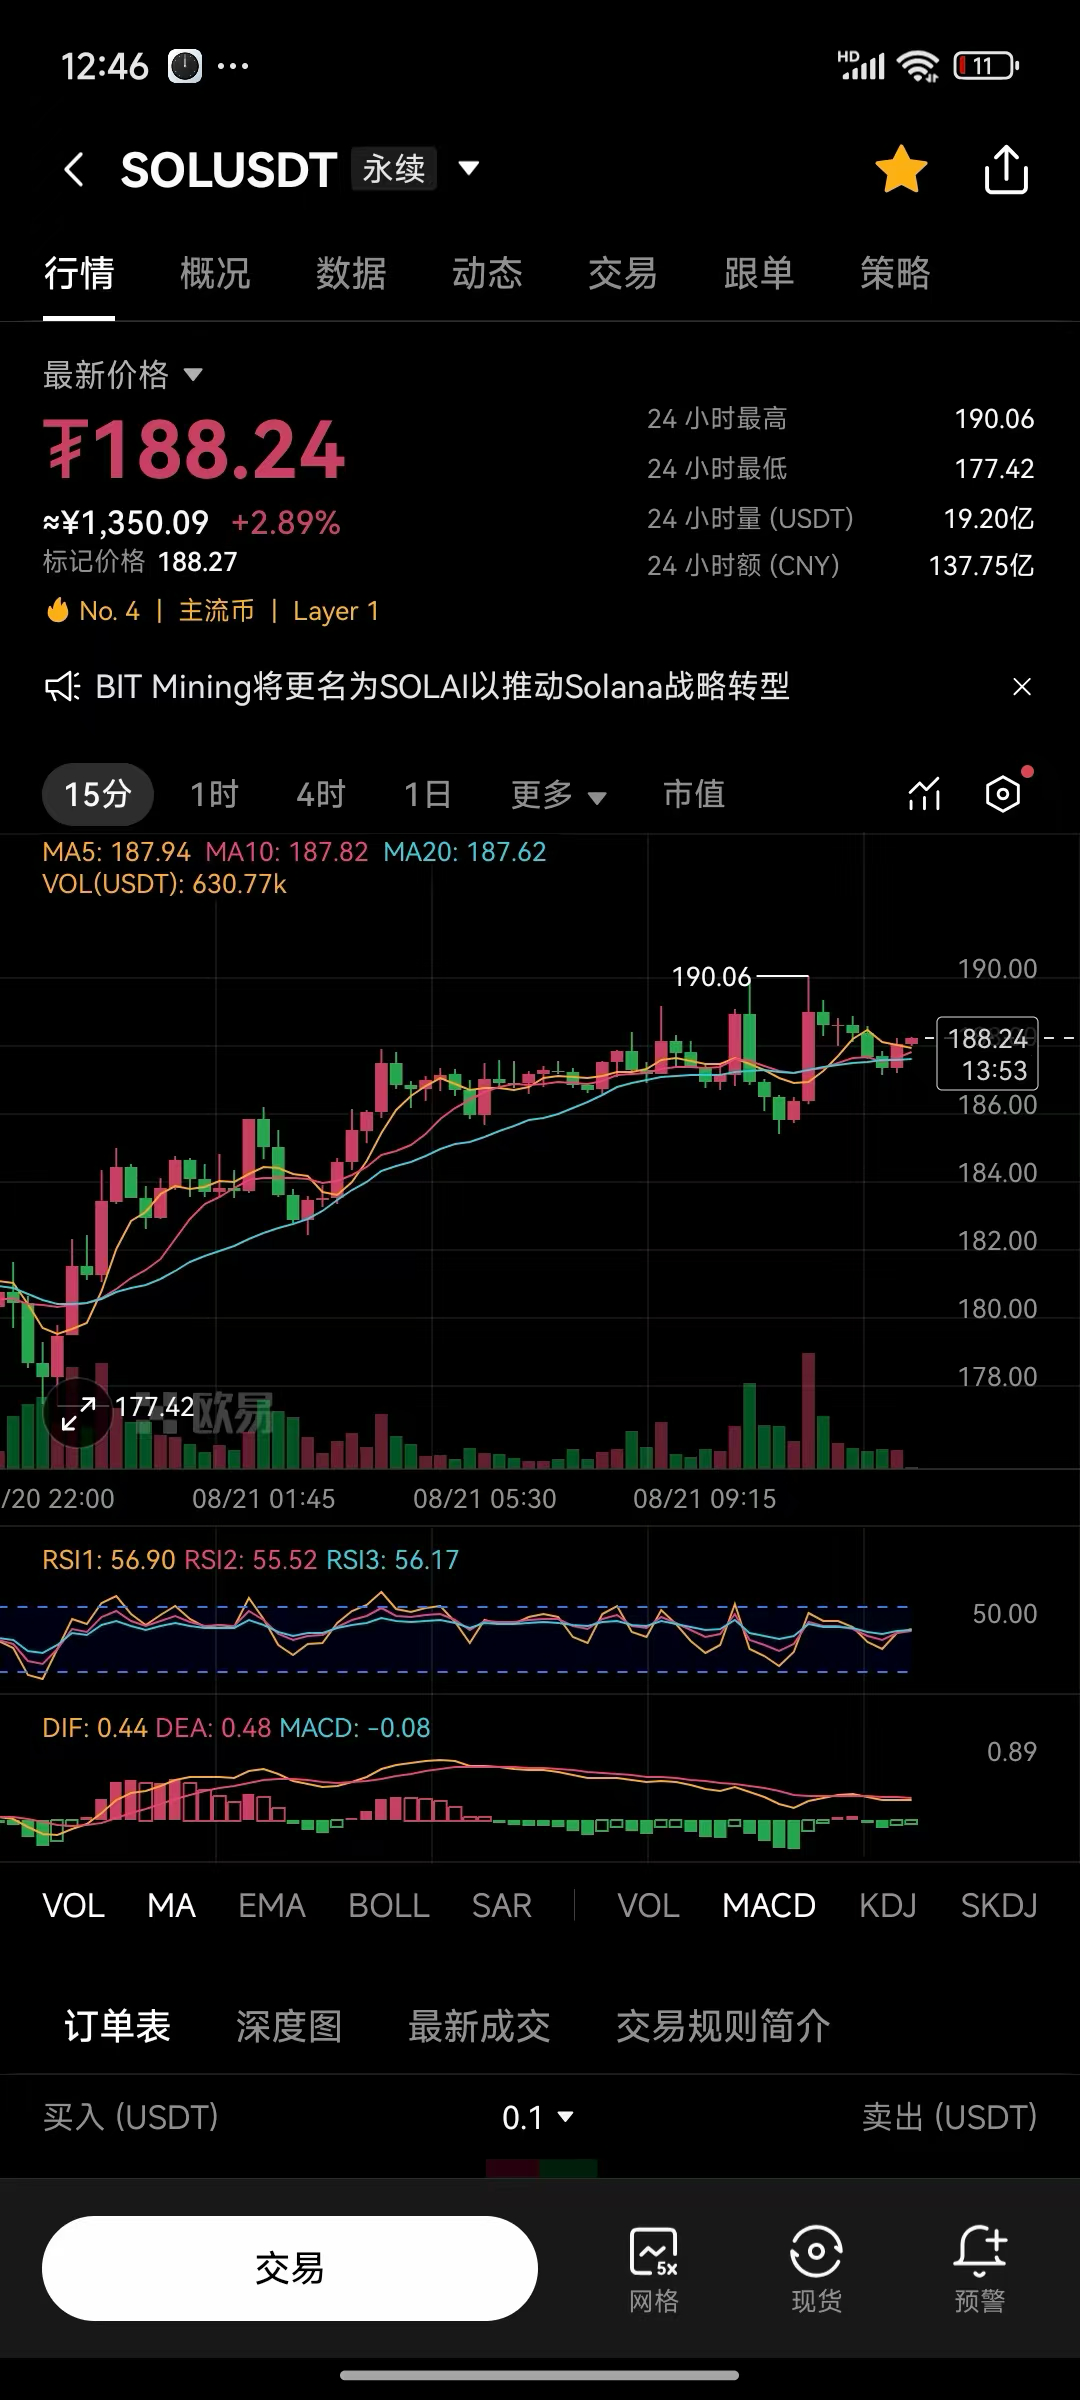 12:46
HD
11
SOLUSDT 永续
行情 概况 数据 动态 交易 跟单 策略
最新价格
₮188.24
≈¥1,350.09 +2.89%
标记价格 188.27
No. 4 | 主流币 | Layer 1
24 小时最高 190.06
24 小时最低 177.42
24 小时量 (USDT) 19.20亿
24 小时额 (CNY) 137.75亿
BIT Mining将更名为SOLAI以推动Solana战略转型
15分 1时 4时 1日 更多 市值
MA5: 187.94 MA10: 187.82 MA20: 187.62
VOL(USDT): 630.77k
190.06
190.00
188.24
13:53
186.00
184.00
182.00
180.00
178.00
177.42
欧易
/20 22:00 08/21 01:45 08/21 05:30 08/21 09:15
RSI1: 56.90 RSI2: 55.52 RSI3: 56.17
50.00
DIF: 0.44 DEA: 0.48 MACD: -0.08
0.89
VOL MA EMA BOLL SAR VOL MACD KDJ SKDJ
订单表 深度图 最新成交 交易规则简介
买入 (USDT) 0.1 卖出 (USDT)
交易
5x
网格 现货 预警